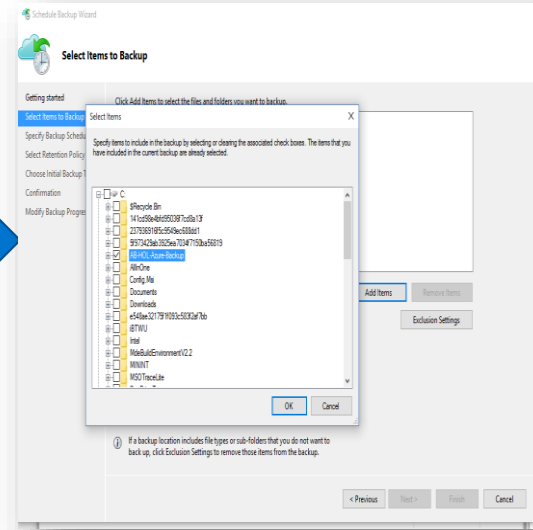 Schedule Backup Wizard
Select Items to Backup
Getting started
Select Items to Backup
Specify Backup Schedu
Select Retention Policy
Choose Initial Backup T
Confirmation
Modify Backup Progre
Click Add Items to select the files and folders you want to backup.
Select Items
X
Specify items to include in the backup by selecting or clearing the associated check boxes. The items that you
have included in the current backup are already selected.
C:
$Recycle.Bin
AB-HOL-Azure-Backup
AllInOne
Config.Msi
Documents
Downloads
iBTWU
Intel
MdeBuildEnvironmentV2.2
MININT
MSOTraceLite
OK
Cancel
Add Items
Remove Items
Exclusion Settings
If a backup location includes file types or sub-folders that you do not want to
back up, click Exclusion Settings to remove those items from the backup.
< Previous
Next >
Finish
Cancel